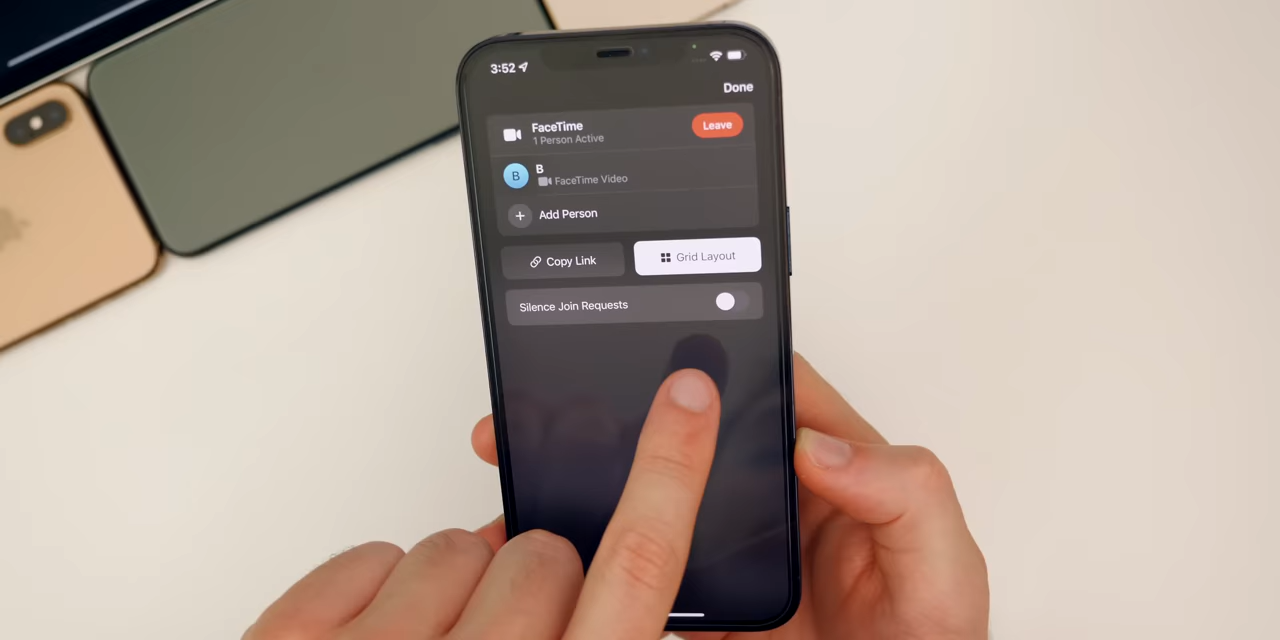 3:52
Done
FaceTime
1 Person Active
Leave
B
B
FaceTime Video
+ Add Person
Copy Link
Grid Layout
Silence Join Requests